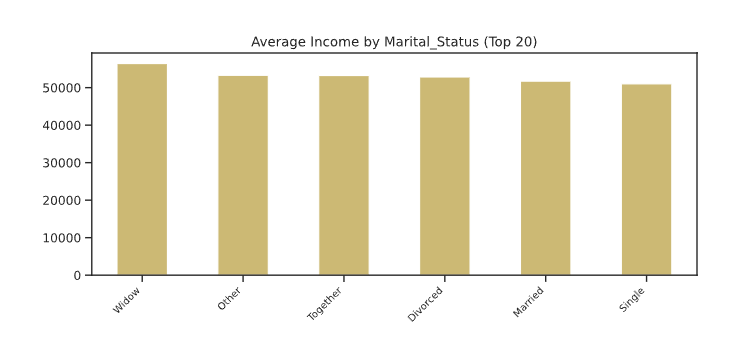 Average Income by Marital_Status (Top 20)
50000
40000
30000
20000
10000
0
Widow
Other
Together
Divorced
Married
Single